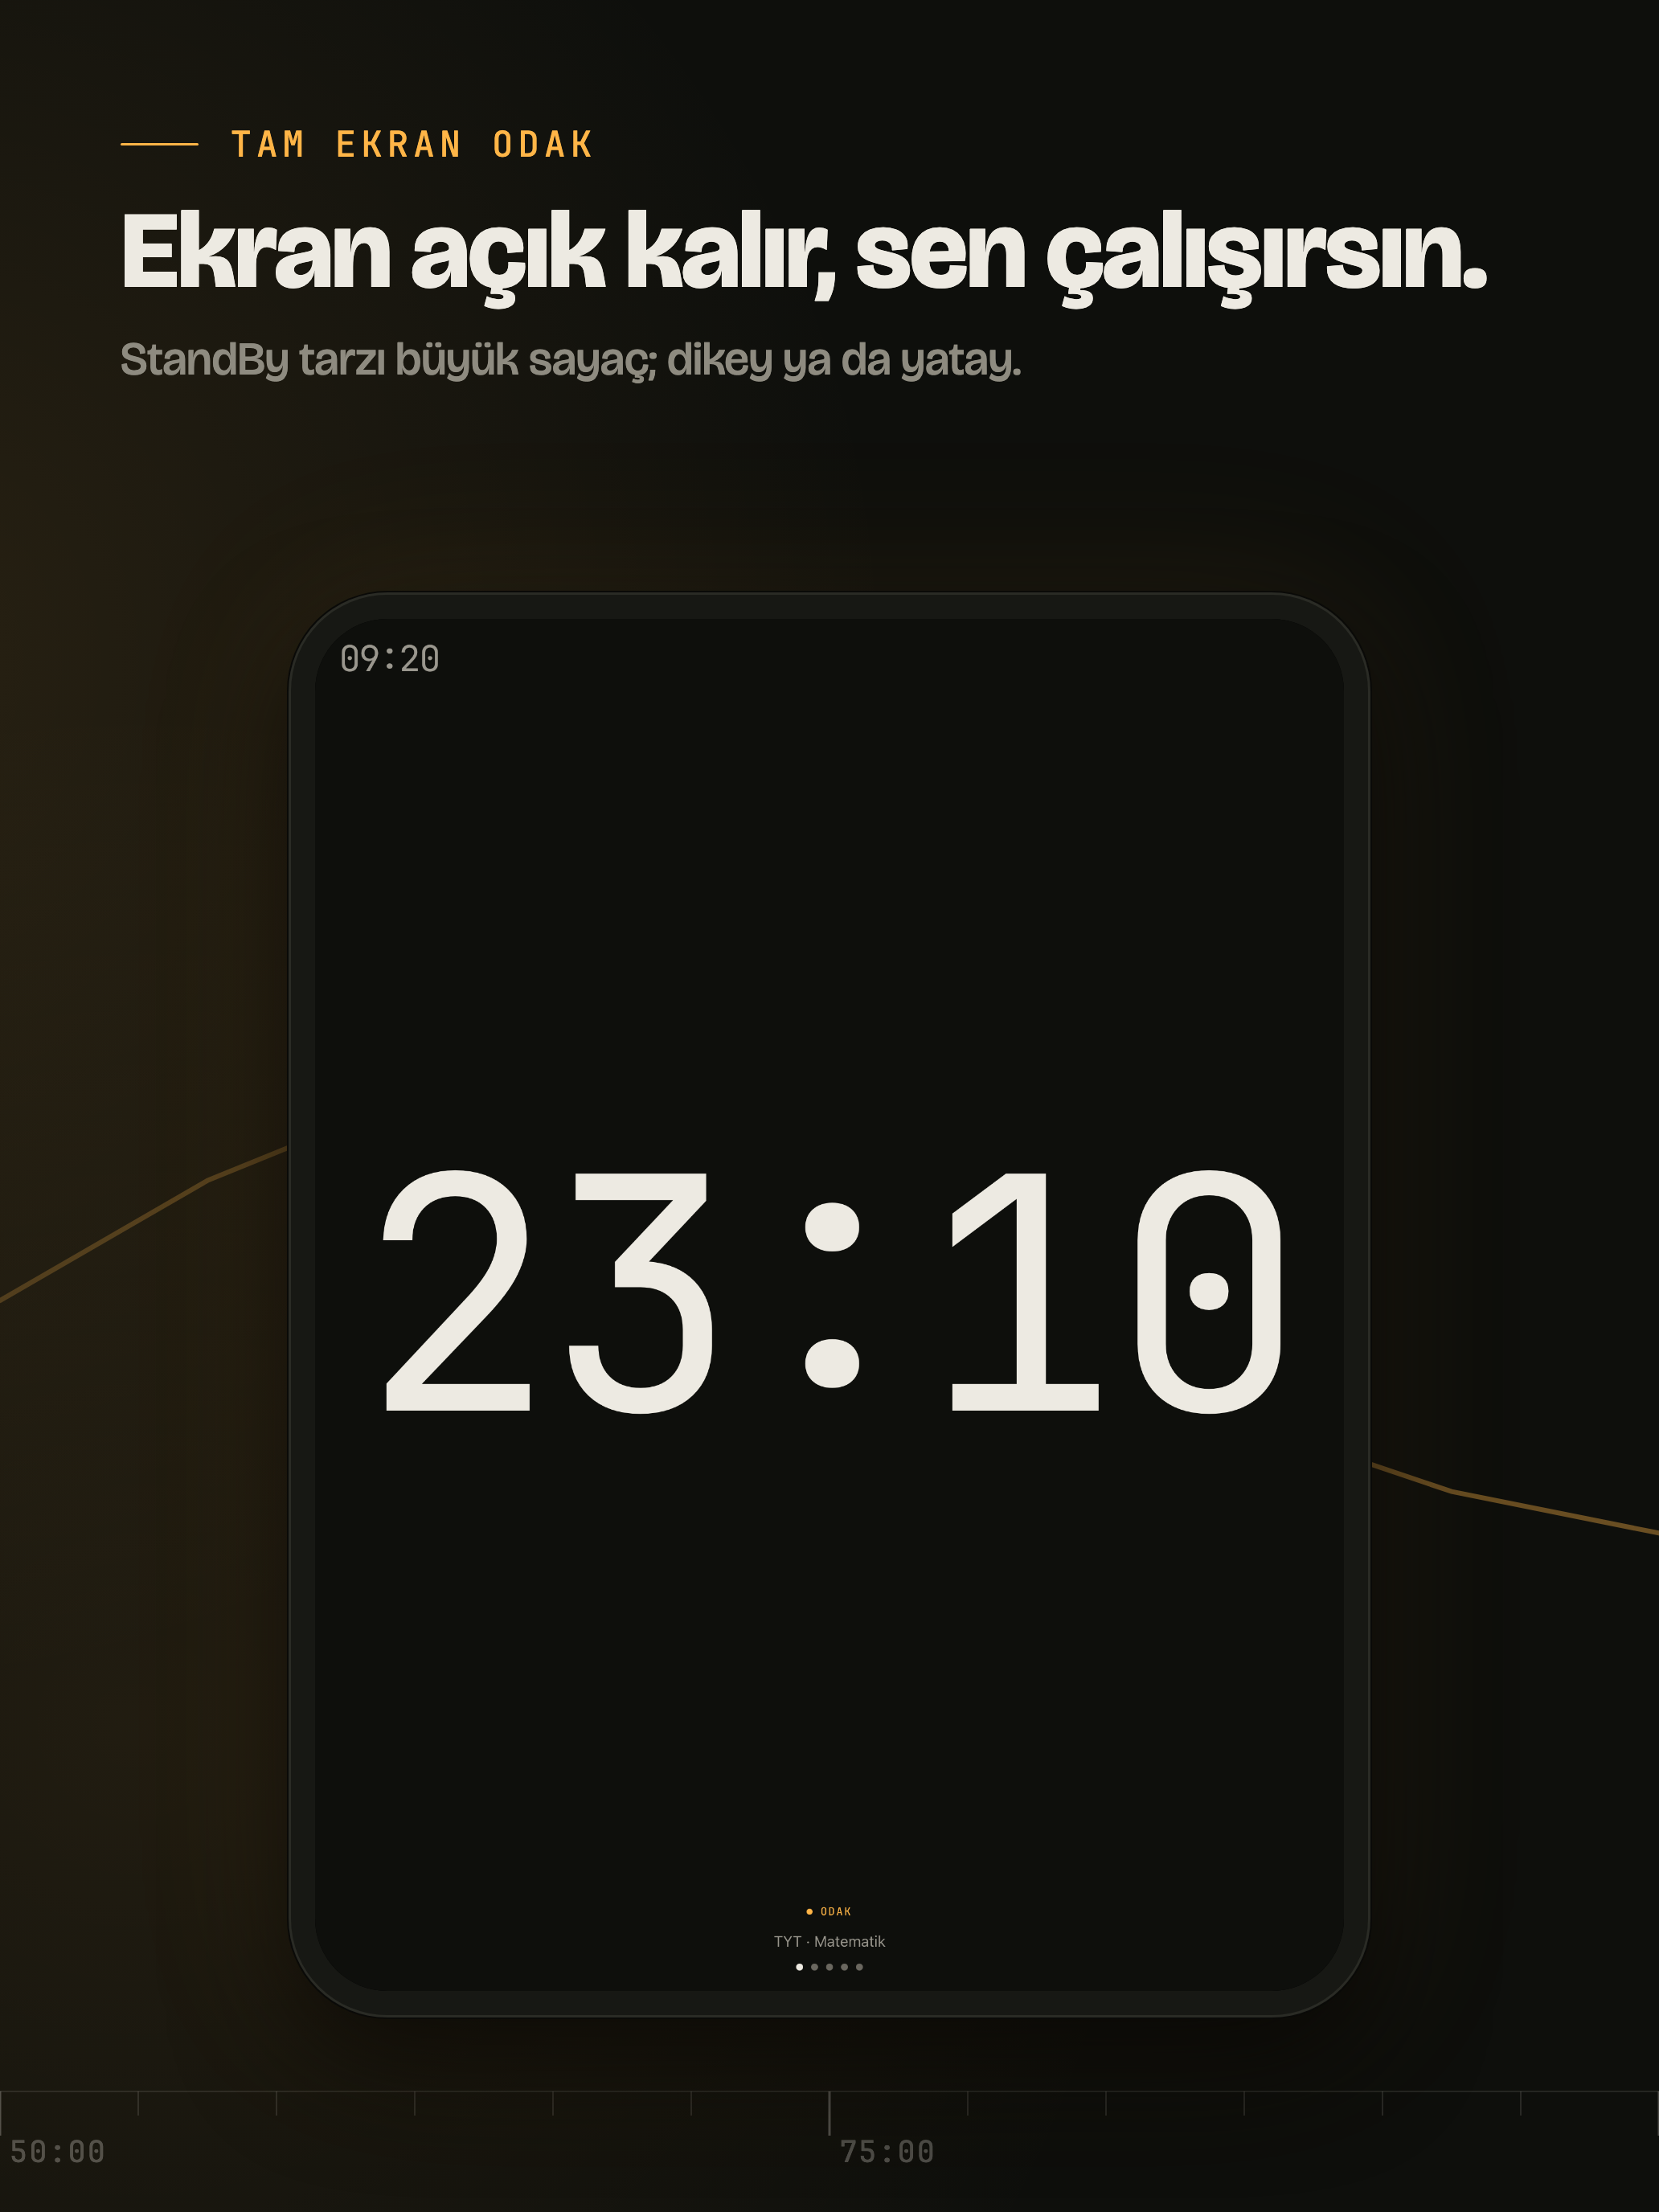 TAM EKRAN ODAK
Ekran açık kalır, sen çalışırsın.
StandBy tarzı büyük sayaç; dikey ya da yatay.
09:20
23:10
ODAK
TYT · Matematik
50:00
75:00